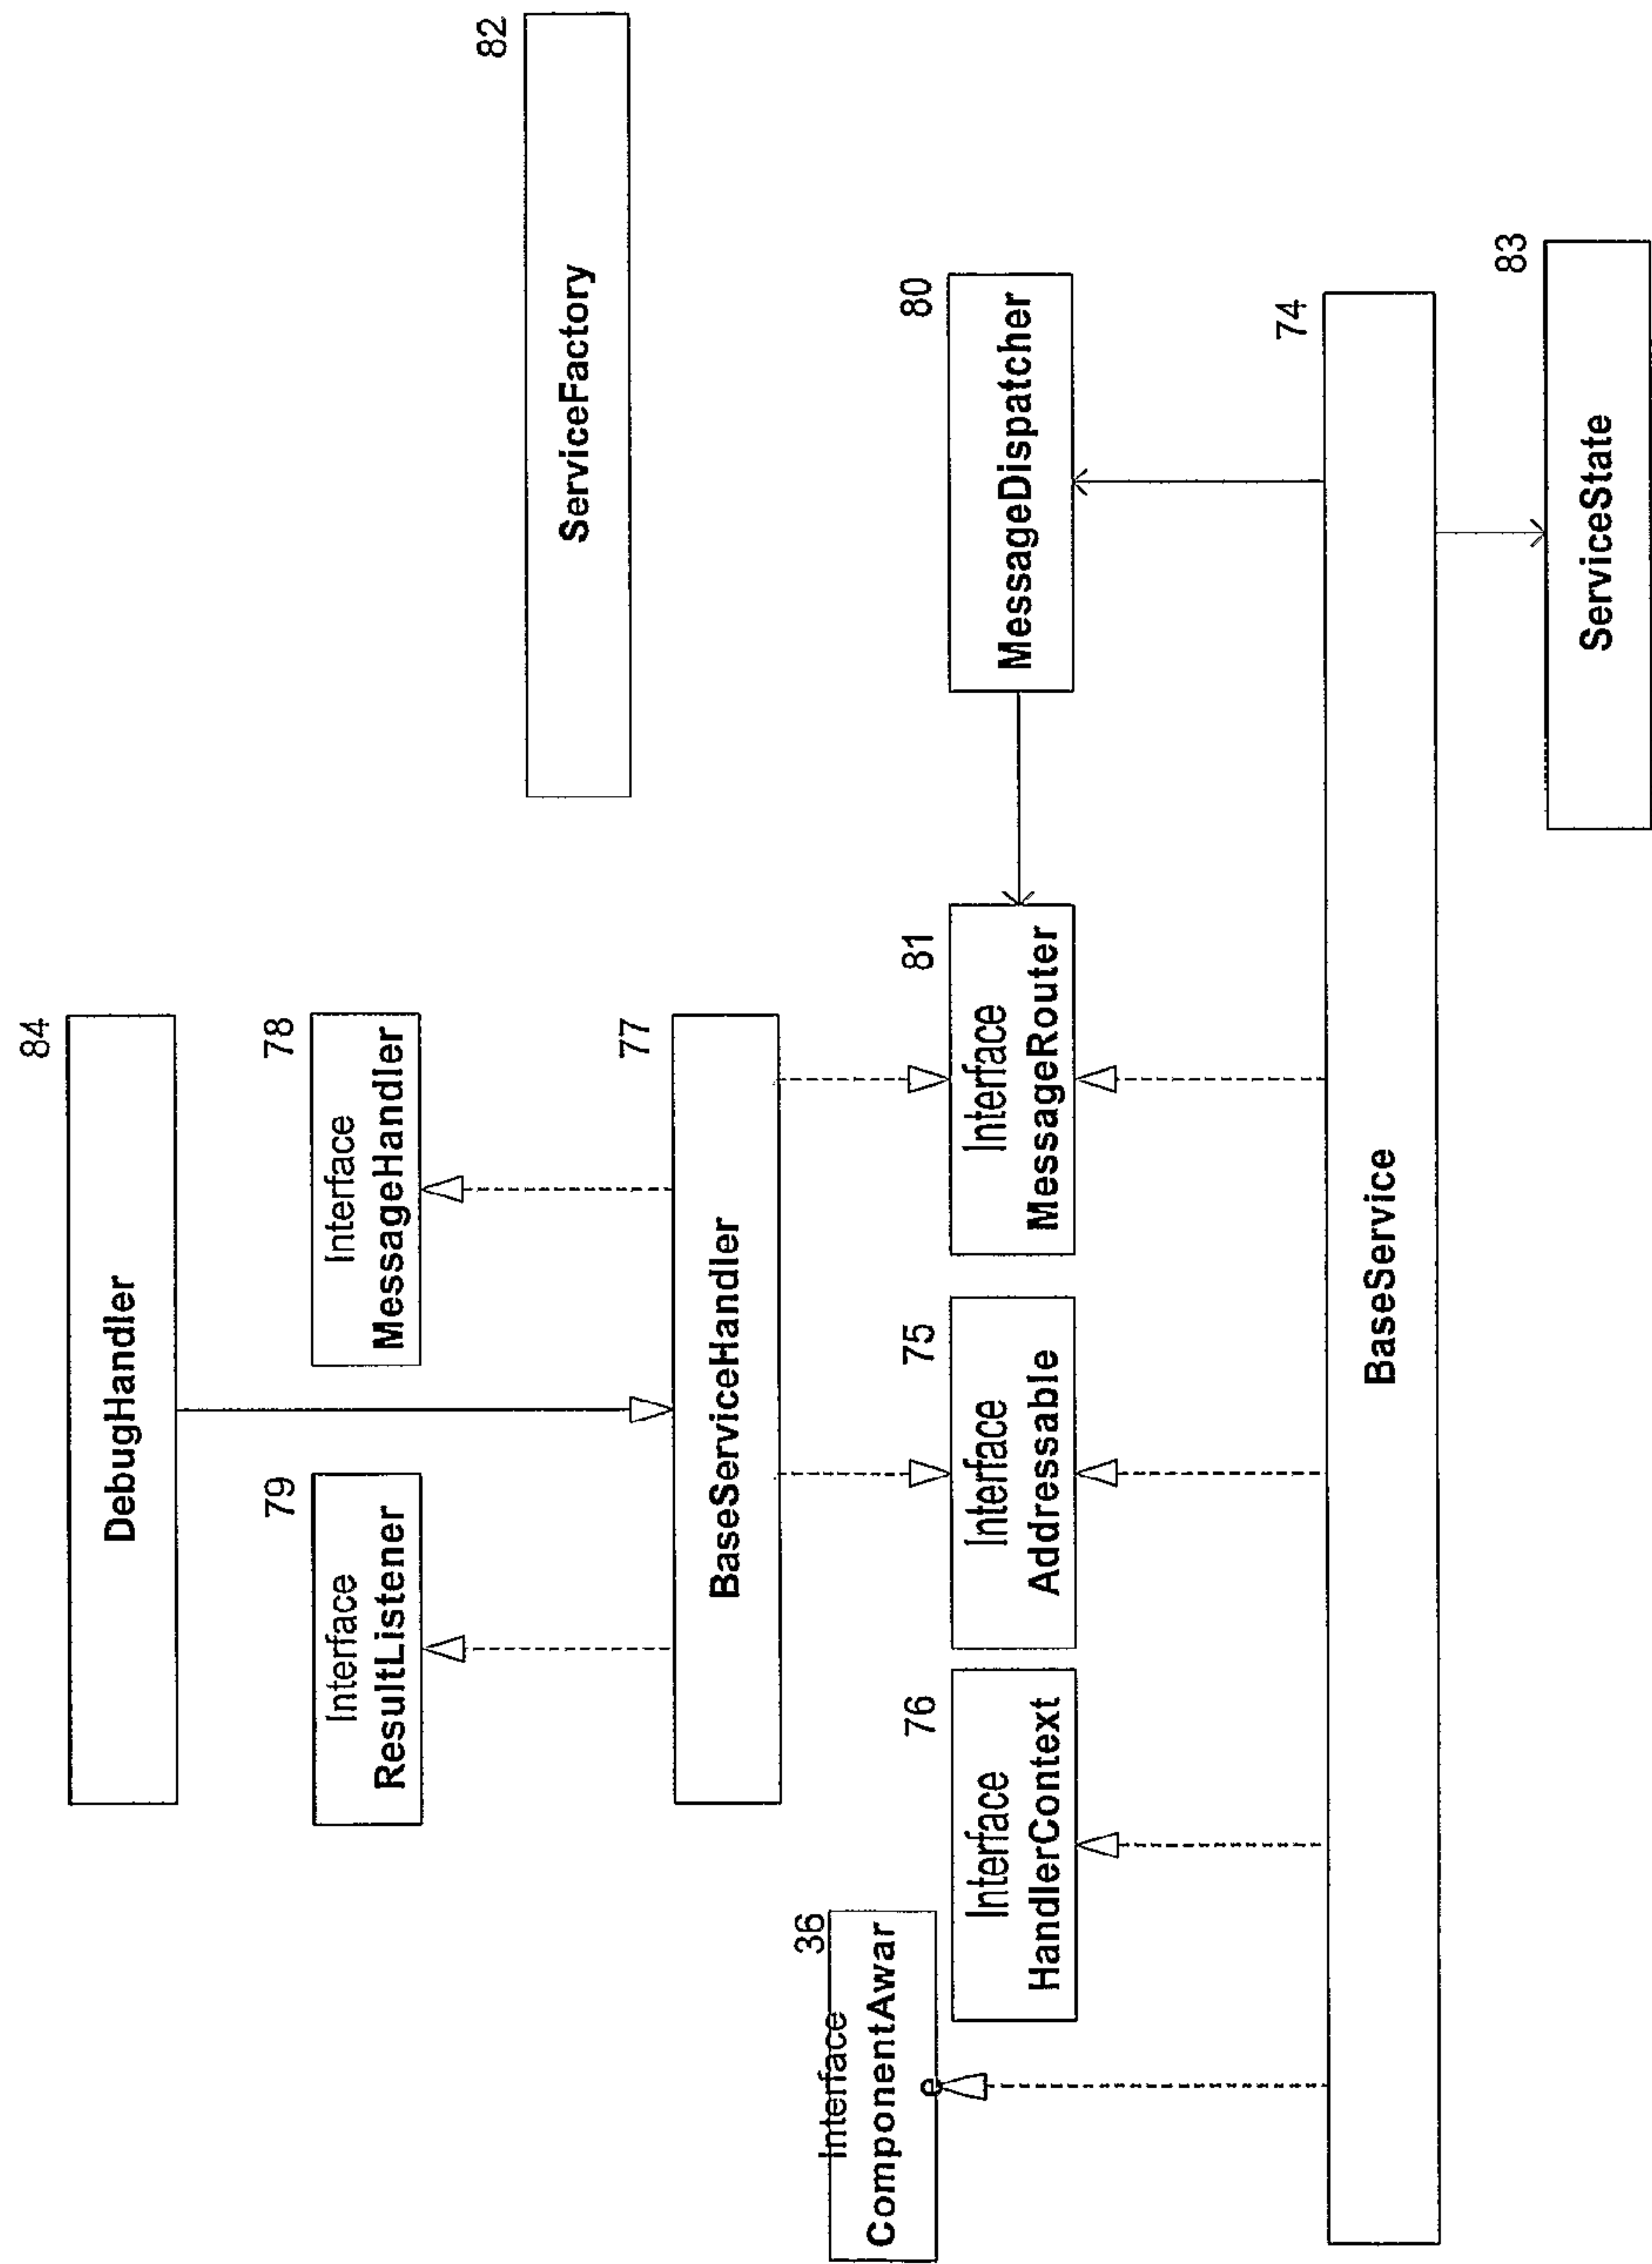 84
DebugHandler
79
Interface
ResultListener
78
Interface
MessageHandler
82
ServiceFactory
77
BaseServiceHandler
36
Interface
ComponentAwar
e
76
Interface
HandlerContext
75
Interface
Addressable
81
Interface
MessageRouter
80
MessageDispatcher
74
BaseService
83
ServiceState